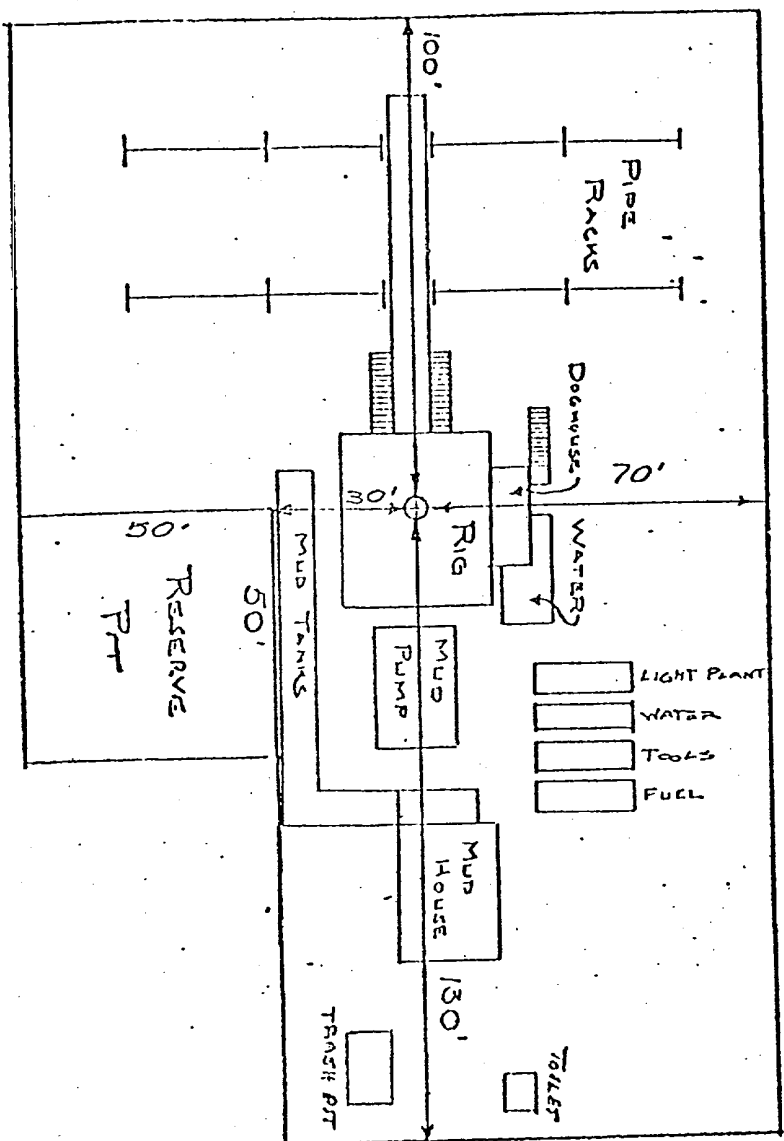 100'
PIPE
RACKS
DOGHOUSE
70'
WATER
30'
RIG
50'
RESERVE
PIT
50'
MUD TANKS
MUD
PUMP
LIGHT PLANT
WATER
TOOLS
FUEL
MUD
HOUSE
130'
TRASH PIT
TOILET